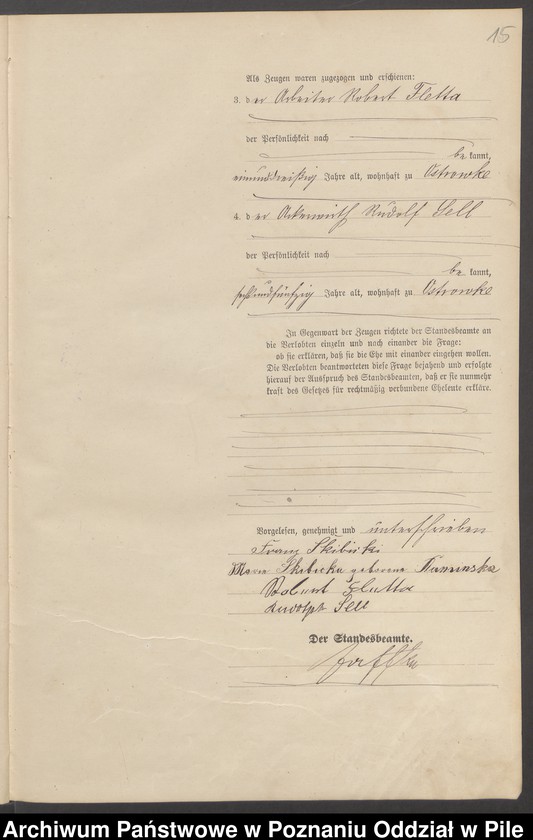 15
Als Zeugen waren zugezogen und erschienen:
3. der Arbeiter Robert Fletta
der Persönlichkeit nach
be kannt,
einunddreißig Jahre alt, wohnhaft zu Ostrowke
4. der Ackerwirth Rudolf Sell
der Persönlichkeit nach
be kannt,
sechsundfünfzig Jahre alt, wohnhaft zu Ostrowke
In Gegenwart der Zeugen richtete der Standesbeamte an
die Verlobten einzeln und nach einander die Frage:
ob sie erklären, daß sie die Ehe mit einander eingehen wollen.
Die Verlobten beantworteten diese Frage bejahend und erfolgte
hierauf der Ausspruch des Standesbeamten, daß er sie nunmehr
kraft des Gesetzes für rechtmäßig verbundene Eheleute erkläre.
Vorgelesen, genehmigt und unterschrieben
Franz Skibicki
Maria Skibicka geborene Kaminska
Robert Fletta
Rudolph Sell
Der Standesbeamte.
Archiwum Państwowe w Poznaniu Oddział w Pile